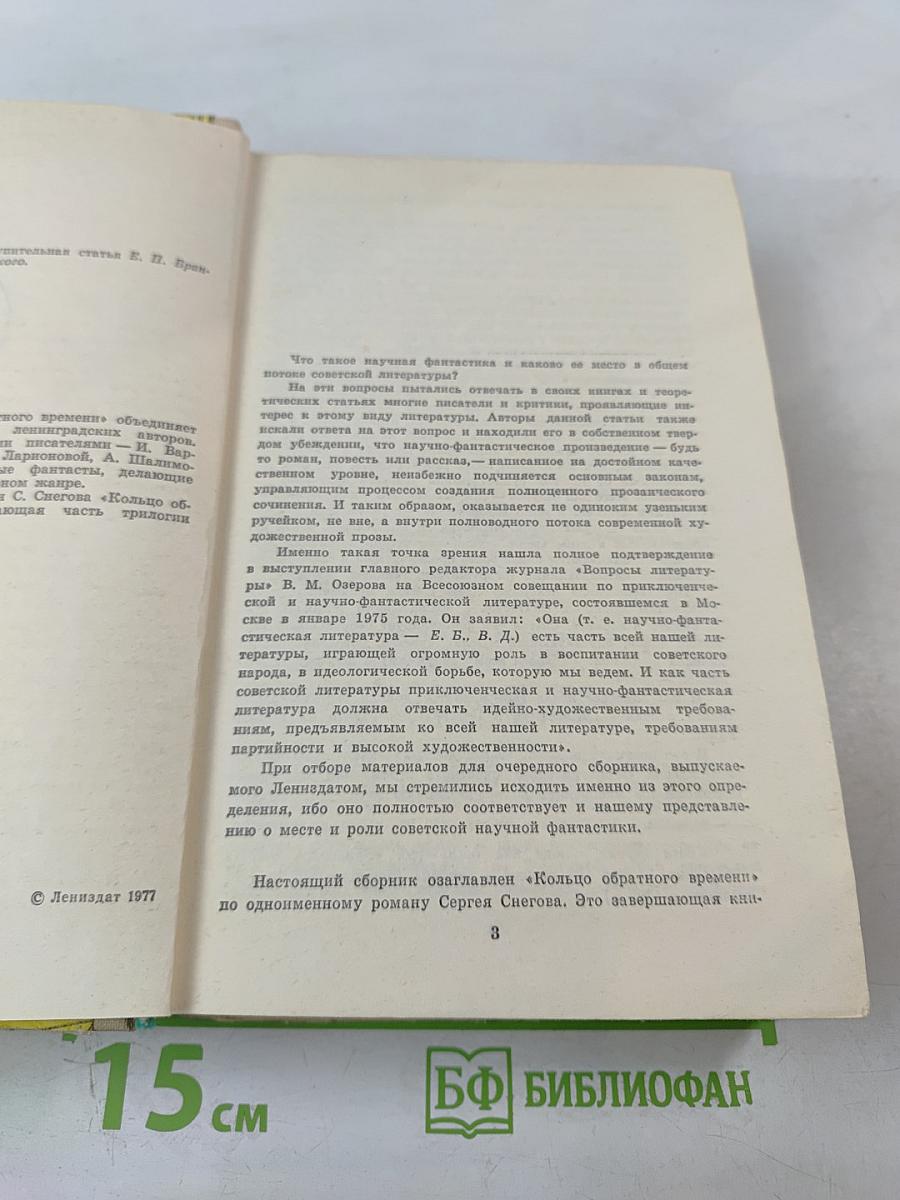 упительная статья Е. П. Бран-
кого.
тного времени» объединяет
ленинградских авторов.
ми писателями — И. Вар-
Ларионовой, А. Шалимо-
ые фантасты, делающие
ном жанре.
н С. Снегова «Кольцо об-
ающая часть трилогии
© Лениздат 1977
Что такое научная фантастика и каково ее место в общем
потоке советской литературы?
На эти вопросы пытались отвечать в своих книгах и теоре-
тических статьях многие писатели и критики, проявляющие ин-
терес к этому виду литературы. Авторы данной статьи также
искали ответа на этот вопрос и находили его в собственном твер-
дом убеждении, что научно-фантастическое произведение — будь
то роман, повесть или рассказ,— написанное на достойном каче-
ственном уровне, неизбежно подчиняется основным законам,
управляющим процессом создания полноценного прозаического
сочинения. И таким образом, оказывается не одиноким узеньким
ручейком, не вне, а внутри полноводного потока современной ху-
дожественной прозы.
Именно такая точка зрения нашла полное подтверждение
в выступлении главного редактора журнала «Вопросы литерату-
ры» В. М. Озерова на Всесоюзном совещании по приключенче-
ской и научно-фантастической литературе, состоявшемся в Мо-
скве в январе 1975 года. Он заявил: «Она (т. е. научно-фанта-
стическая литература — Е. Б., В. Д.) есть часть всей нашей ли-
тературы, играющей огромную роль в воспитании советского
народа, в идеологической борьбе, которую мы ведем. И как часть
советской литературы приключенческая и научно-фантастическая
литература должна отвечать идейно-художественным требова-
ниям, предъявляемым ко всей нашей литературе, требованиям
партийности и высокой художественности».
При отборе материалов для очередного сборника, выпускае-
мого Лениздатом, мы стремились исходить именно из этого опре-
деления, ибо оно полностью соответствует и нашему представле-
нию о месте и роли советской научной фантастики.
Настоящий сборник озаглавлен «Кольцо обратного времени»
по одноименному роману Сергея Снегова. Это завершающая кни-
3
15 см
БФ БИБЛИОФАН